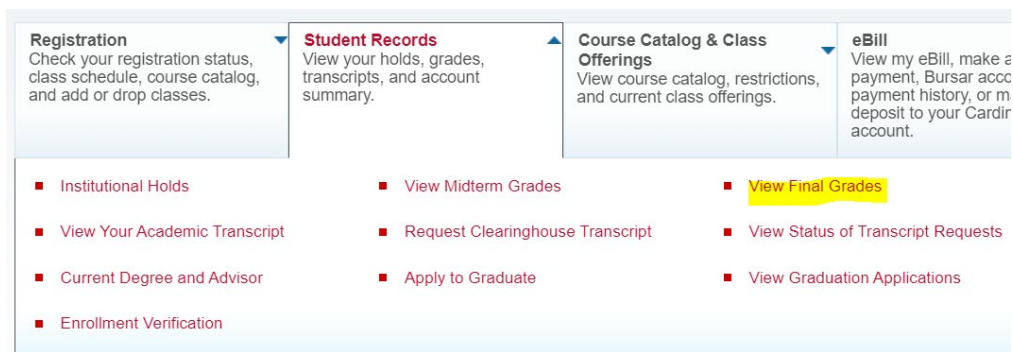 Registration
Check your registration status,
class schedule, course catalog,
and add or drop classes.
Student Records
View your holds, grades,
transcripts, and account
summary.
Course Catalog & Class
Offerings
View course catalog, restrictions,
and current class offerings.
eBill
View my eBill, make a
payment, Bursar acco
payment history, or ma
deposit to your Cardin
account.
Institutional Holds
View Midterm Grades
View Final Grades
View Your Academic Transcript
Request Clearinghouse Transcript
View Status of Transcript Requests
Current Degree and Advisor
Apply to Graduate
View Graduation Applications
Enrollment Verification